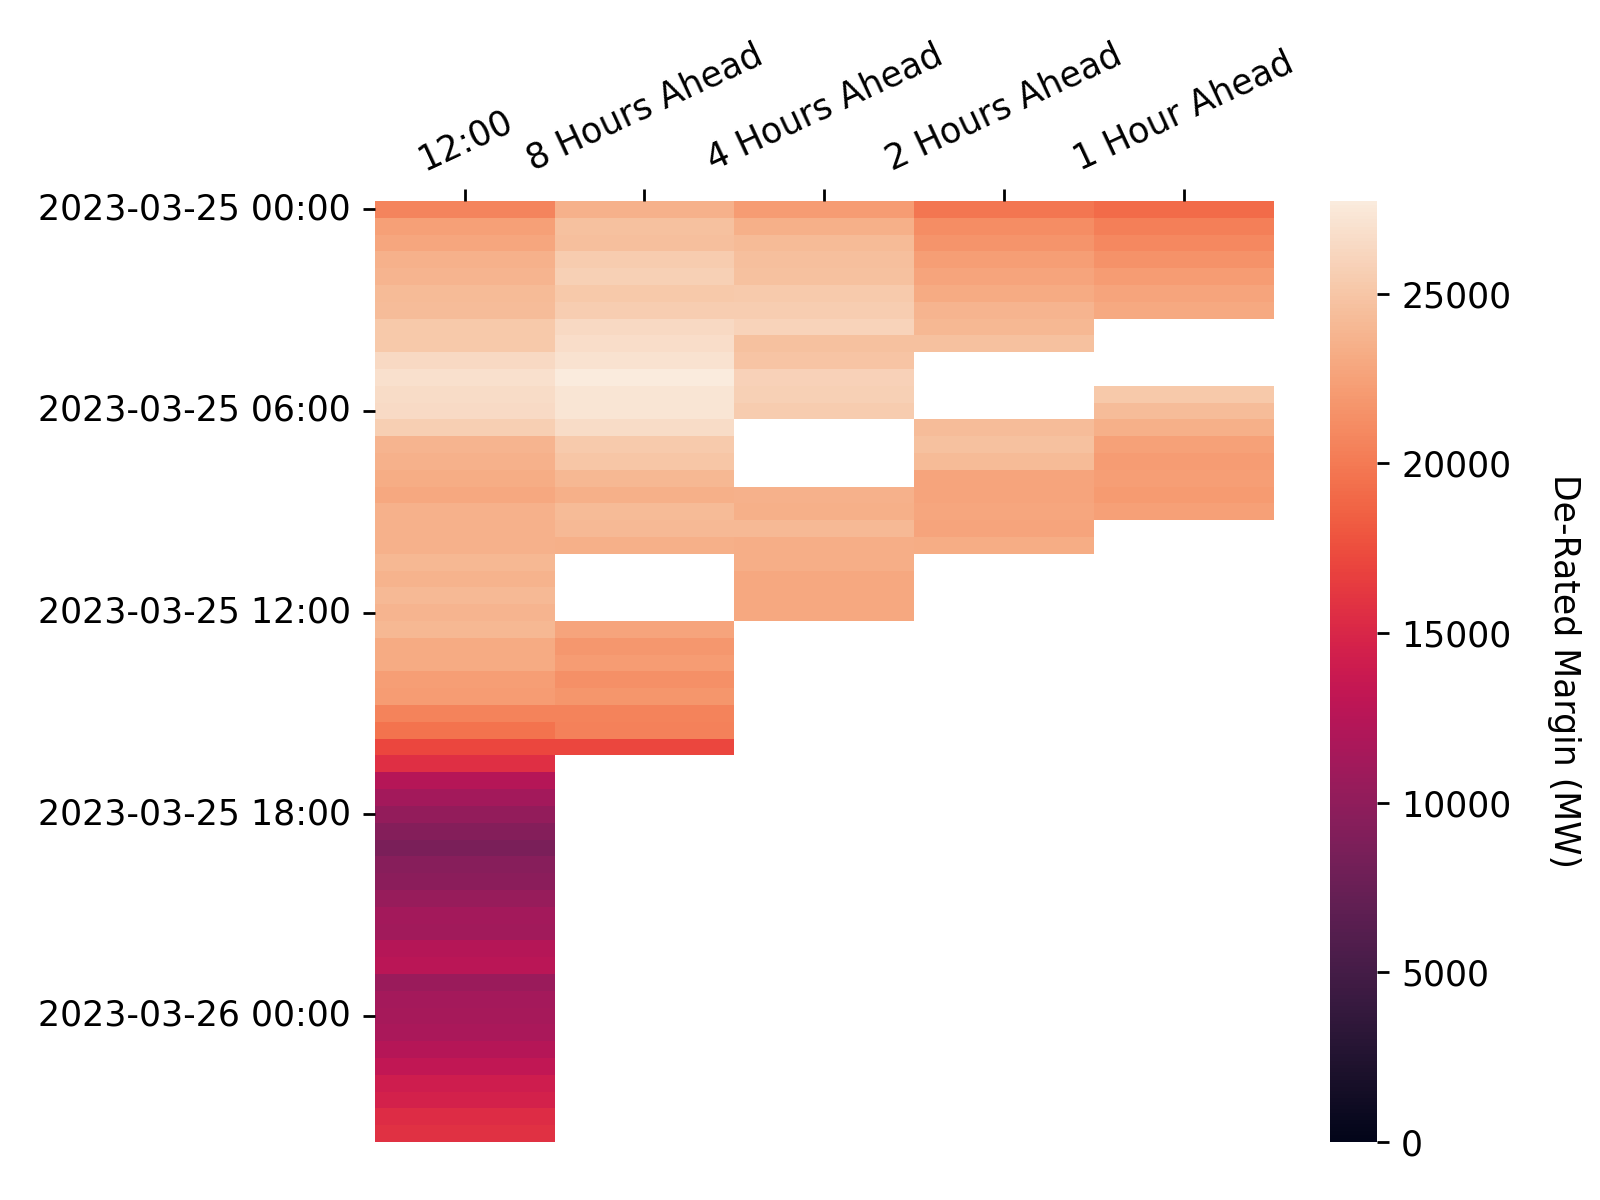 12:00
8 Hours Ahead
4 Hours Ahead
2 Hours Ahead
1 Hour Ahead
2023-03-25 00:00
2023-03-25 06:00
2023-03-25 12:00
2023-03-25 18:00
2023-03-26 00:00
25000
20000
15000
10000
5000
0
De-Rated Margin (MW)